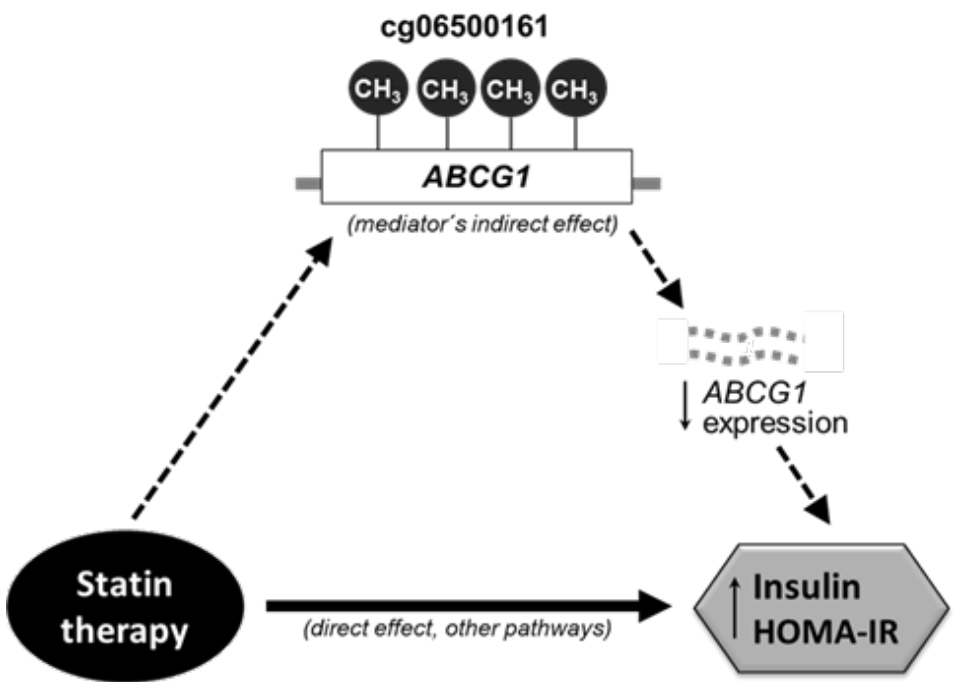 cg06500161
CH₃ CH₃ CH₃ CH₃
ABCG1
(mediator´s indirect effect)
↓ ABCG1
expression
Statin
therapy
(direct effect, other pathways)
↑ Insulin
HOMA-IR